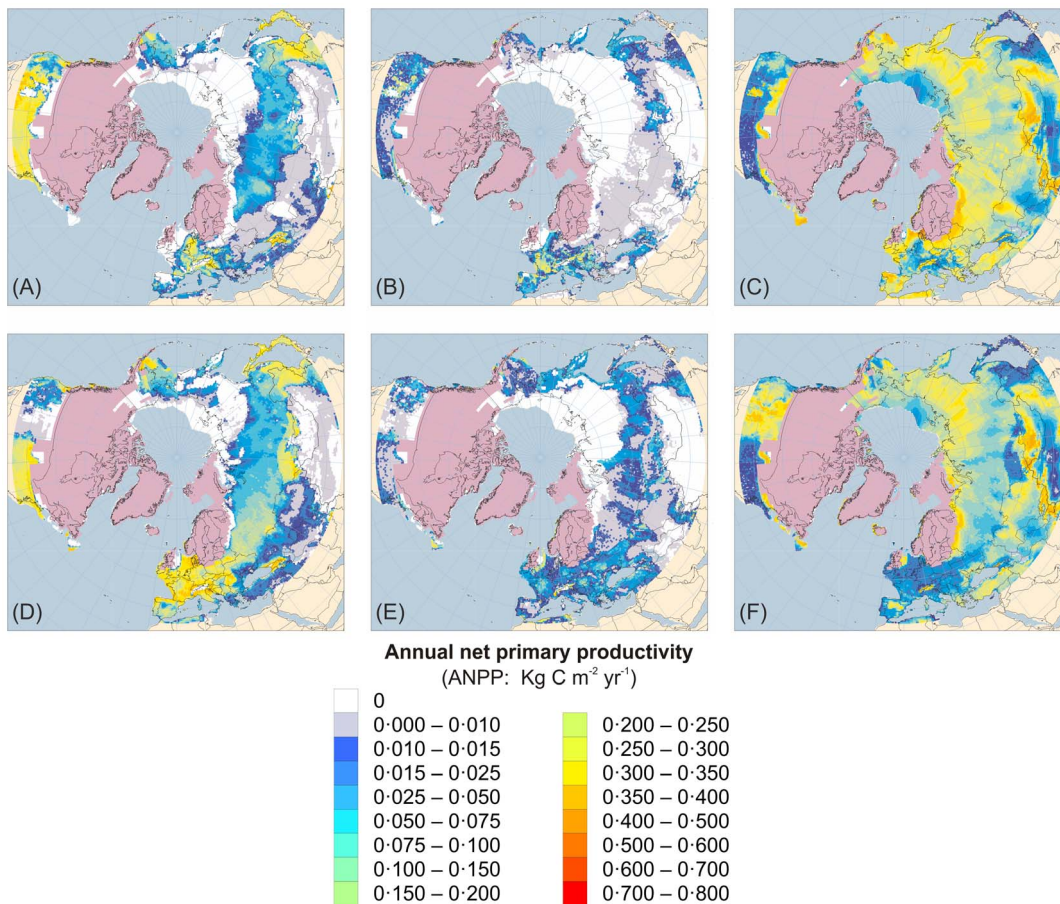 (A)
(B)
(C)
(D)
(E)
(F)
Annual net primary productivity
(ANPP: Kg C m⁻² yr⁻¹)
0
0·000 – 0·010
0·010 – 0·015
0·015 – 0·025
0·025 – 0·050
0·050 – 0·075
0·075 – 0·100
0·100 – 0·150
0·150 – 0·200
0·200 – 0·250
0·250 – 0·300
0·300 – 0·350
0·350 – 0·400
0·400 – 0·500
0·500 – 0·600
0·600 – 0·700
0·700 – 0·800